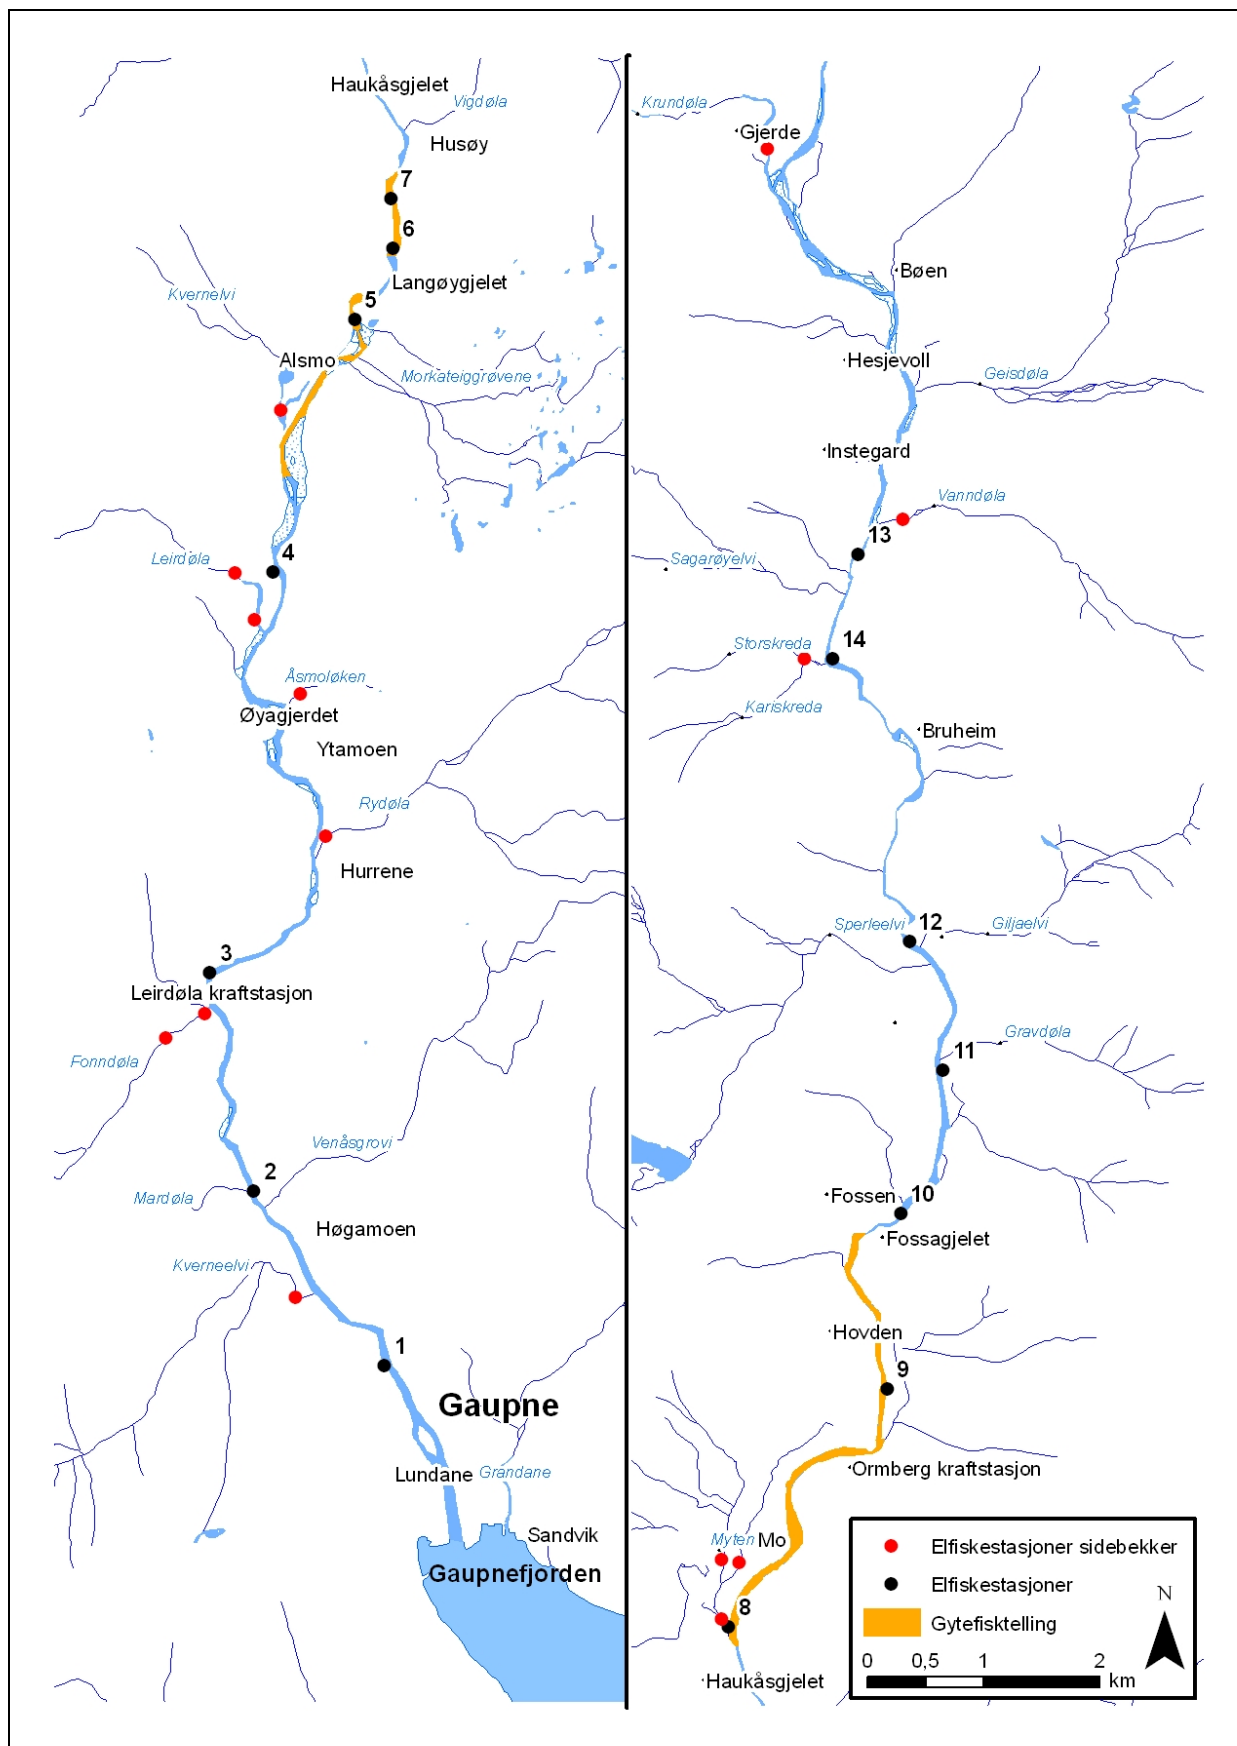 Haukåsgjelet
Vigdøla
Husøy
7
6
Langøygjelet
Kvernelvi
5
Alsmo
Morkateiggrøvene
4
Leirdøla
Åsmoløken
Øyagjerdet
Ytamoen
Rydøla
Hurrene
3
Leirdøla kraftstasjon
Fonndøla
Venåsgrovi
2
Mardøla
Høgamoen
Kverneelvi
1
Gaupne
Lundane
Grandane
Sandvik
Gaupnefjorden
Krundøla
Gjerde
Bøen
Hesjevoll
Geisdøla
Instegard
Vanndøla
13
Sagarøyelvi
14
Storskreda
Kariskreda
Bruheim
12
Sperleelvi
Giljaelvi
Gravdøla
11
Fossen
10
Fossagjelet
Hovden
9
Ormberg kraftstasjon
Myten
Mo
8
Haukåsgjelet
Elfiskestasjoner sidebekker
Elfiskestasjoner
Gytefisktelling
N
0 0,5 1 2
km